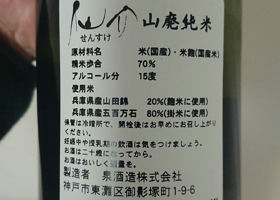 仙介 山廃純米
せんすけ
原材料名 米(国産)・米麹(国産米)
精米歩合 70%
アルコール分 15度
使用米
兵庫県産山田錦 20%(麹米に使用)
兵庫県産五百万石 80%(掛米に使用)
保管は冷暗所で、開栓後はお早めにお召し上がりください。
妊娠中や授乳期の飲酒は気をつけましょう。
お酒は二十歳になってから。
お酒はおいしく適量を。
製造者 泉酒造株式会社
神戸市東灘区御影塚町1-9-6